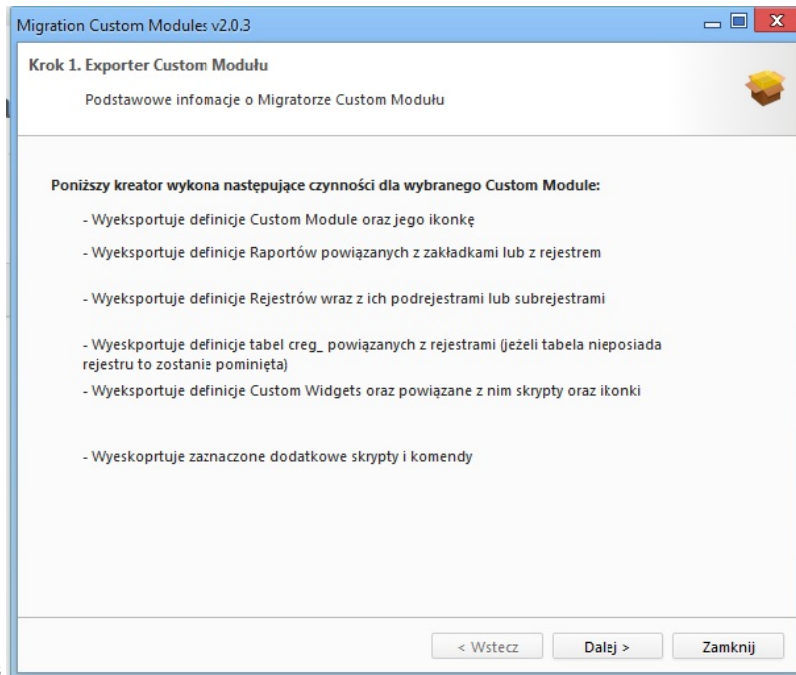 Migration Custom Modules v2.0.3
Krok 1. Exporter Custom Modułu
Podstawowe infomacje o Migratorze Custom Modułu
Poniższy kreator wykona następujące czynności dla wybranego Custom Module:
- Wyeksportuje definicje Custom Module oraz jego ikonkę
- Wyeksportuje definicje Raportów powiązanych z zakładkami lub z rejestrem
- Wyeksportuje definicje Rejestrów wraz z ich podrejestrami lub subrejestrami
- Wyeskportuje definicje tabel creg_ powiązanych z rejestrami (jeżeli tabela nieposiada
rejestru to zostanie pominięta)
- Wyeksportuje definicje Custom Widgets oraz powiązane z nim skrypty oraz ikonki
- Wyeskoprtuje zaznaczone dodatkowe skrypty i komendy
< Wstecz Dalej > Zamknij